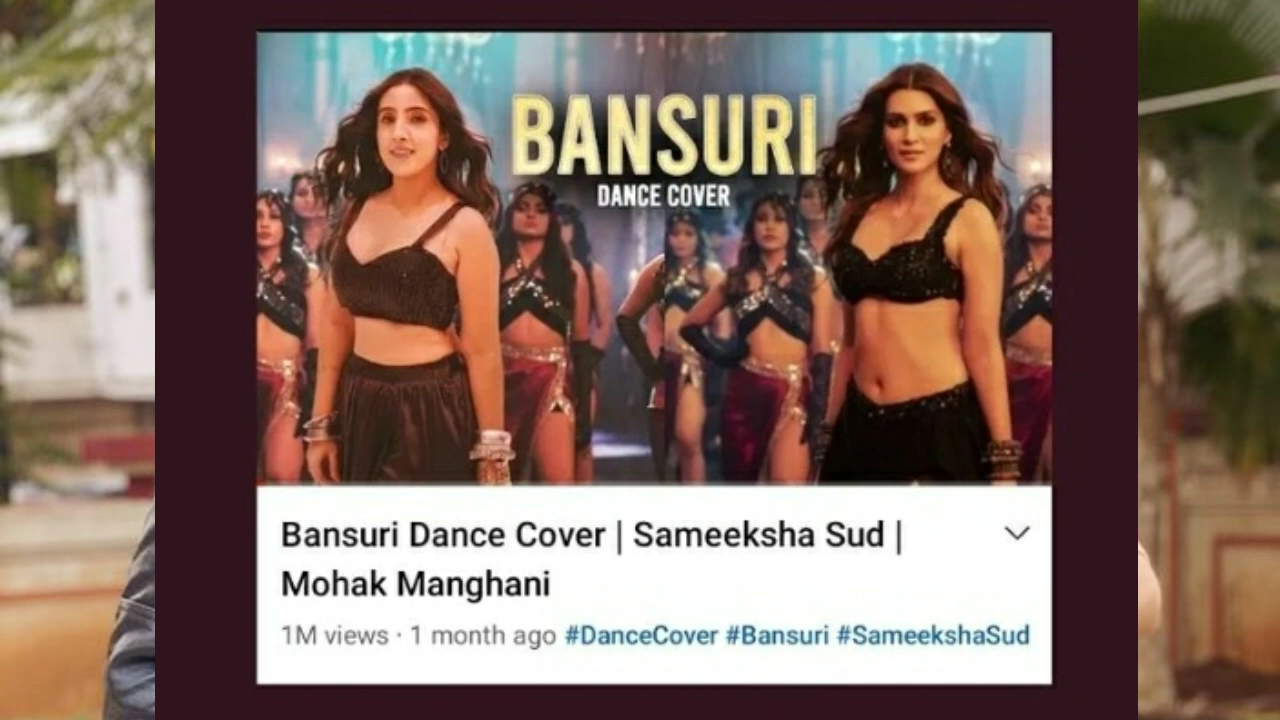 BANSURI
DANCE COVER
Bansuri Dance Cover | Sameeksha Sud |
Mohak Manghani
1M views · 1 month ago #DanceCover #Bansuri #SameekshaSud